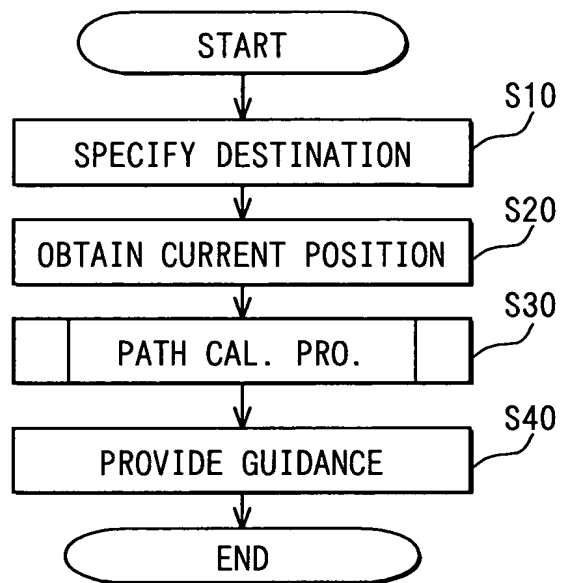 START
S10
SPECIFY DESTINATION
S20
OBTAIN CURRENT POSITION
S30
PATH CAL. PRO.
S40
PROVIDE GUIDANCE
END